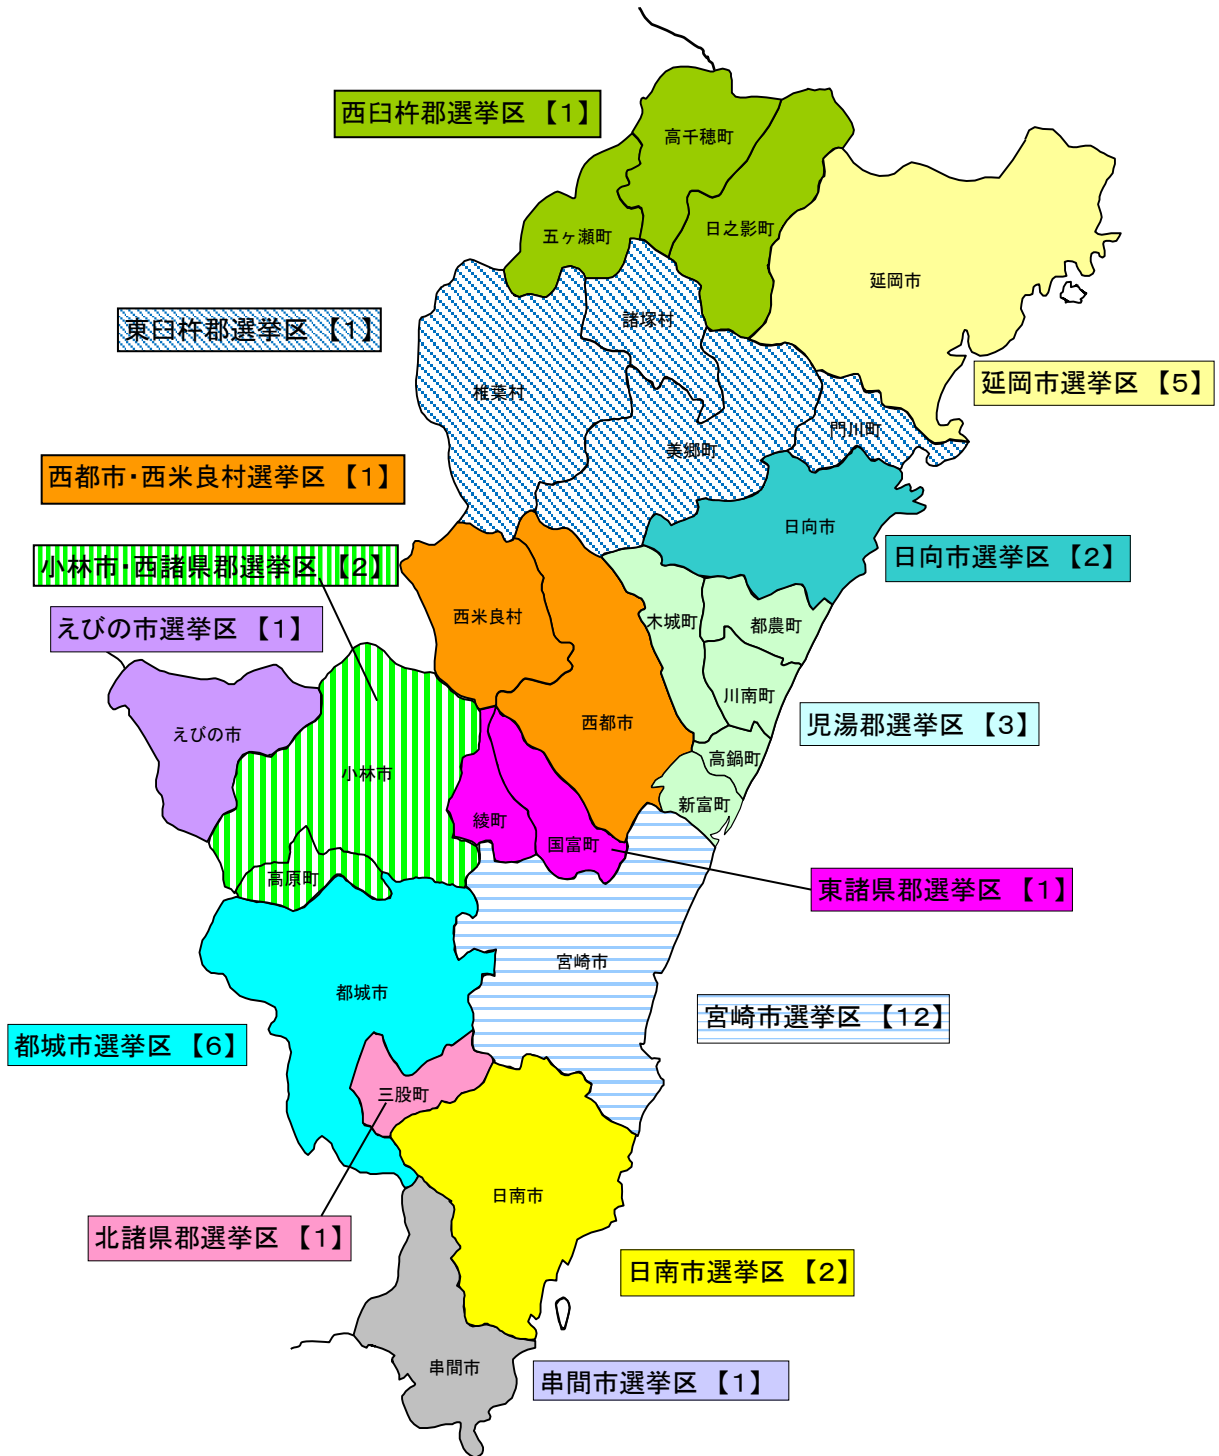 西臼杵郡選挙区 【1】
高千穂町
日之影町
五ヶ瀬町
延岡市
東臼杵郡選挙区 【1】
諸塚村
椎葉村
延岡市選挙区 【5】
門川町
美郷町
西都市・西米良村選挙区 【1】
日向市
日向市選挙区 【2】
小林市・西諸県郡選挙区 【2】
西米良村
木城町
都農町
えびの市選挙区 【1】
川南町
西都市
児湯郡選挙区 【3】
えびの市
高鍋町
小林市
新富町
綾町
国富町
高原町
東諸県郡選挙区 【1】
宮崎市
都城市
宮崎市選挙区 【12】
都城市選挙区 【6】
三股町
日南市
北諸県郡選挙区 【1】
日南市選挙区 【2】
串間市
串間市選挙区 【1】